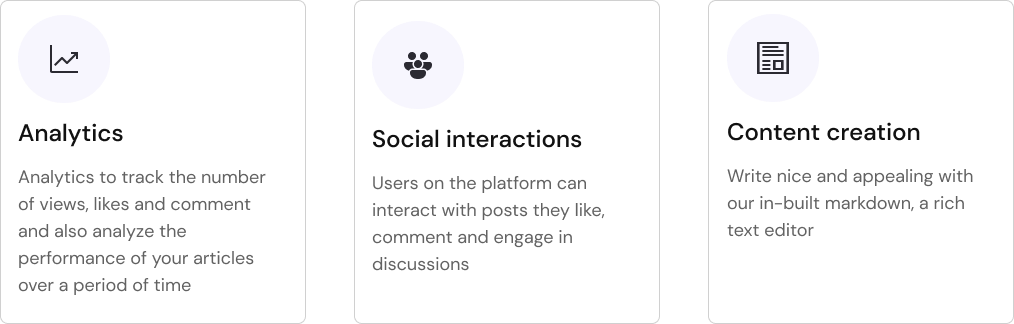 Analytics
Analytics to track the number
of views, likes and comment
and also analyze the
performance of your articles
over a period of time
Social interactions
Users on the platform can
interact with posts they like,
comment and engage in
discussions
Content creation
Write nice and appealing with
our in-built markdown, a rich
text editor